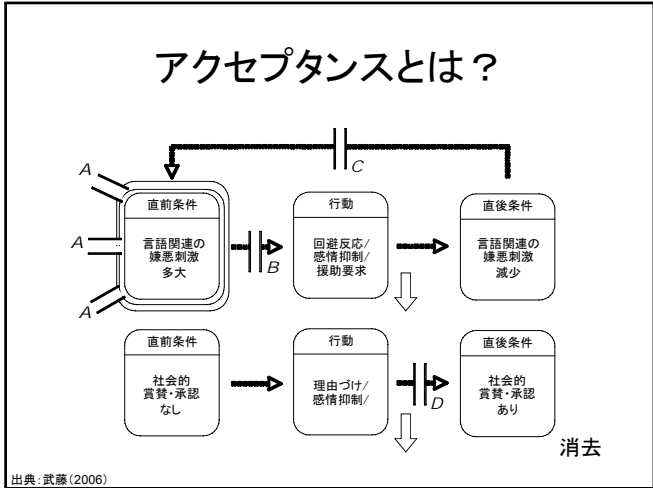 アクセプタンスとは？
C
A
A
A
直前条件
言語関連の
嫌悪刺激
多大
B
行動
回避反応/
感情抑制/
援助要求
直後条件
言語関連の
嫌悪刺激
減少
直前条件
社会的
賞賛・承認
なし
行動
理由づけ/
感情抑制/
D
直後条件
社会的
賞賛・承認
あり
消去
出典：武藤（2006）